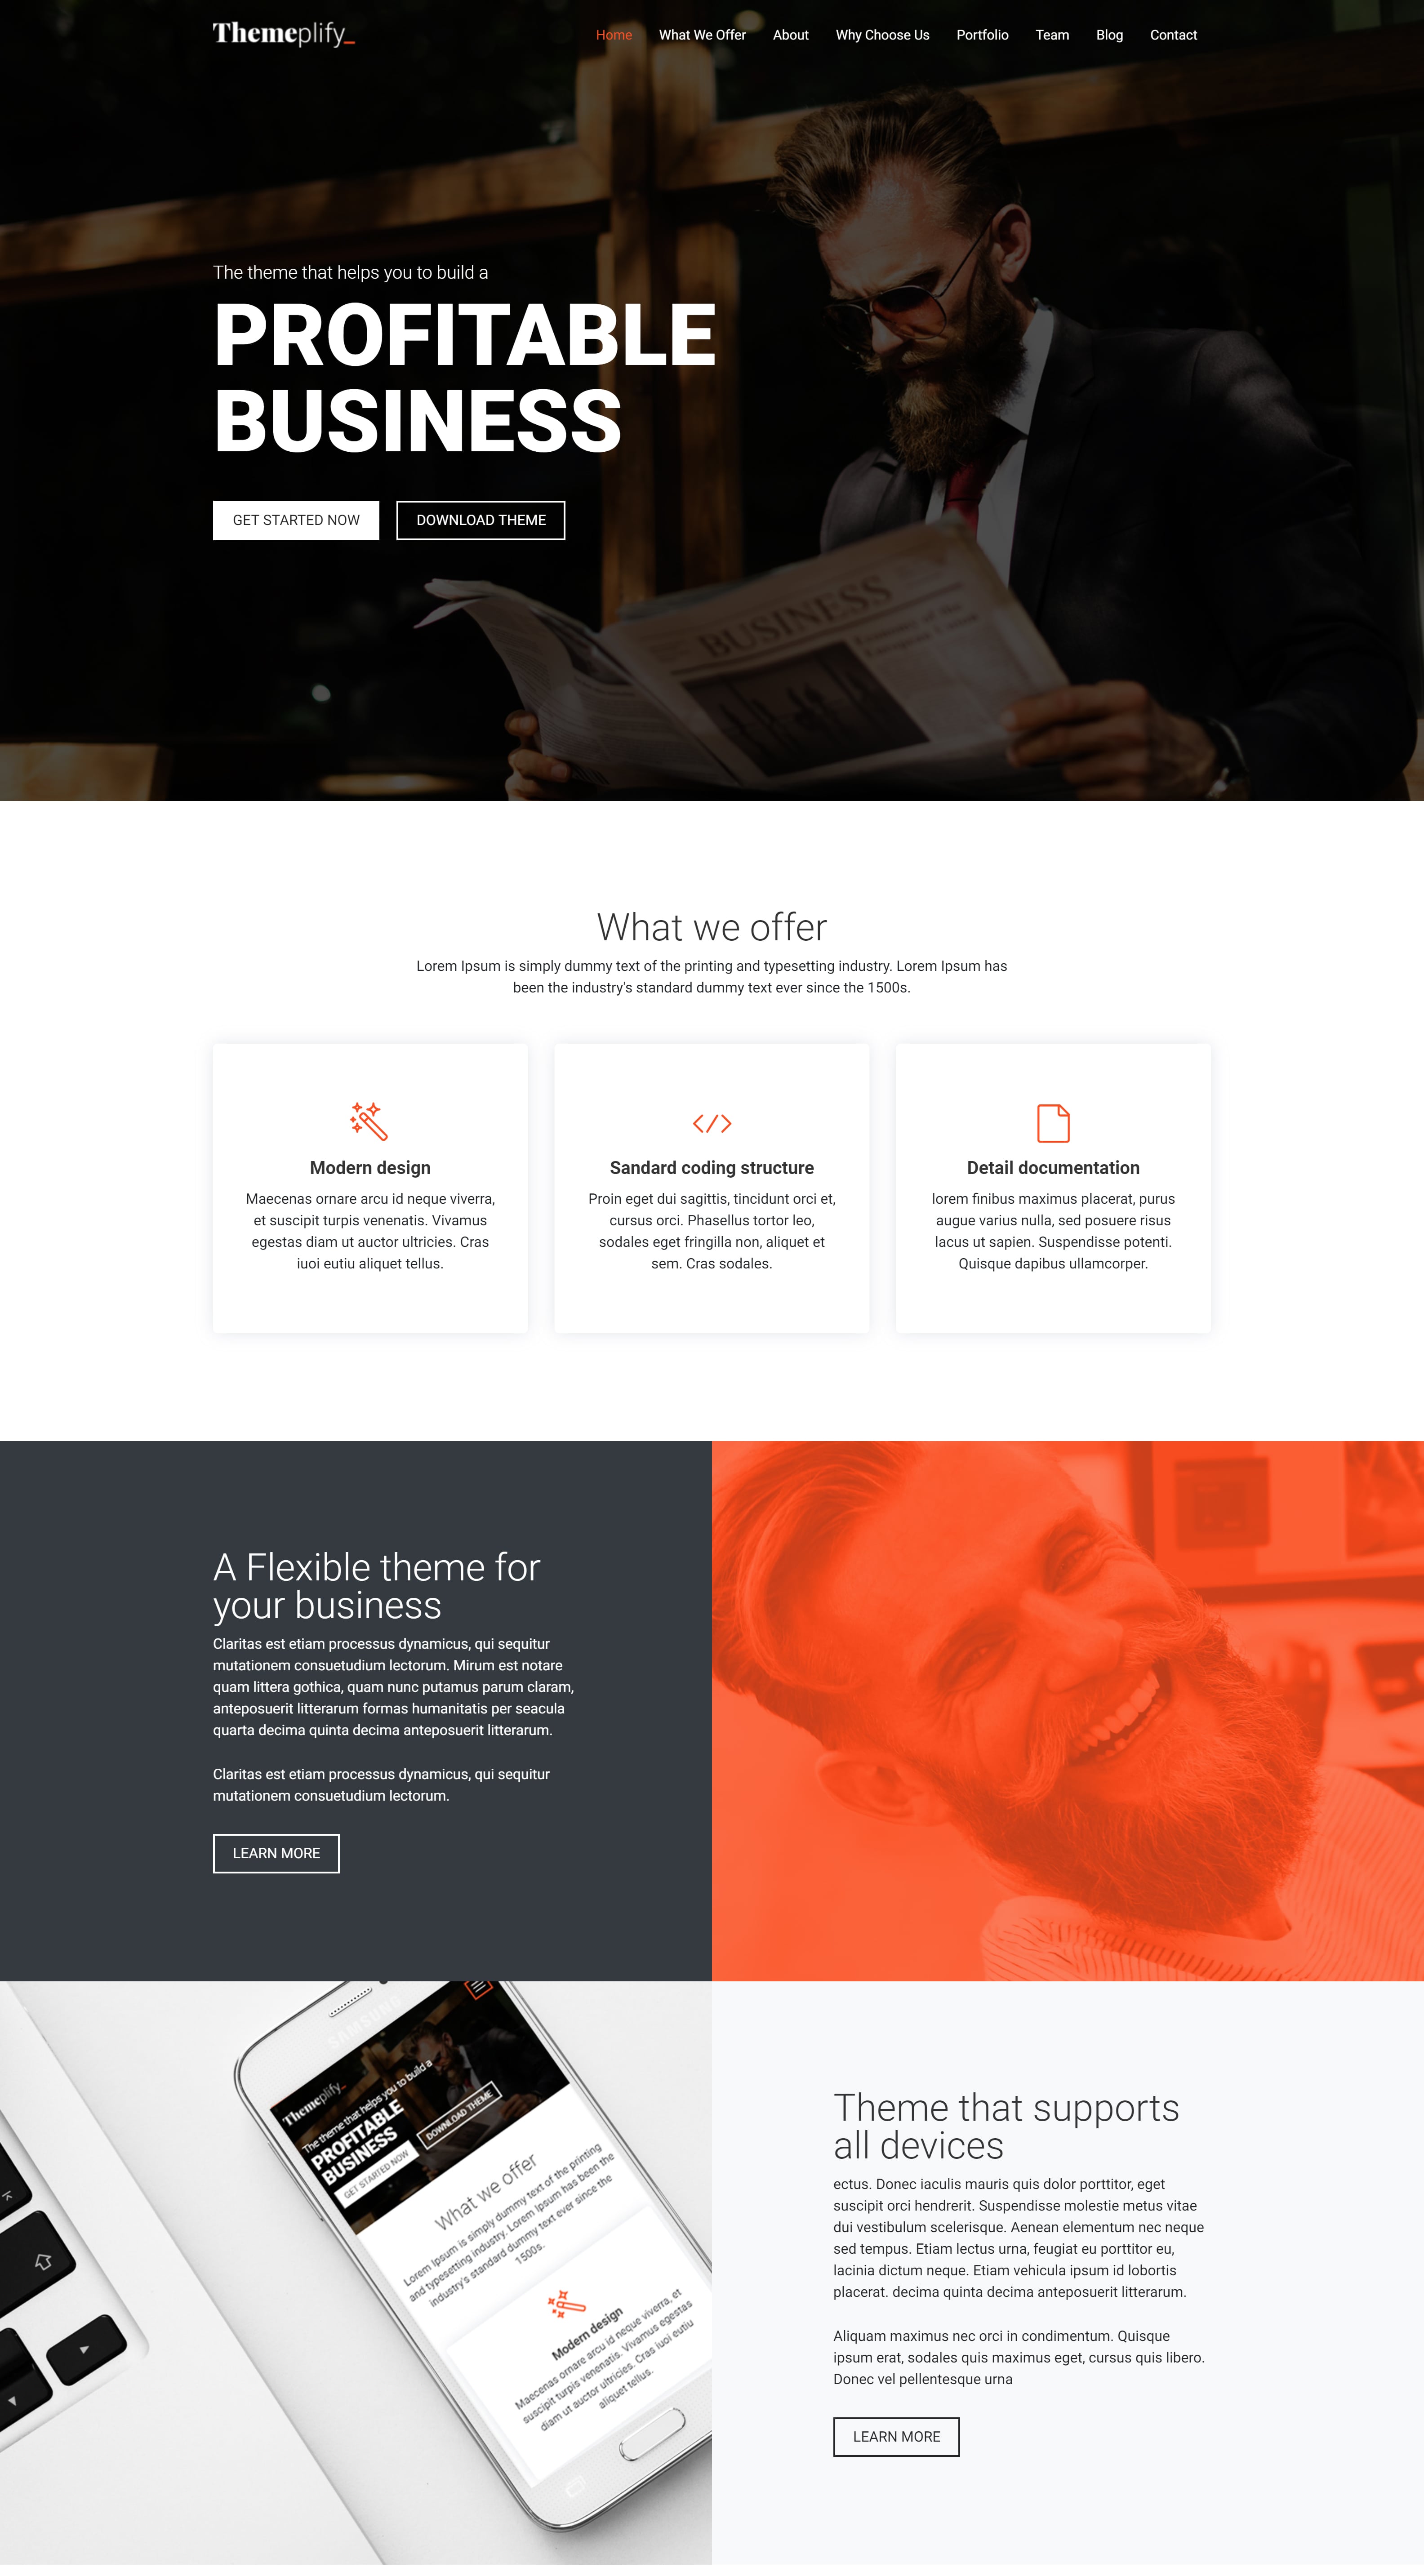 Themeplify_
Home What We Offer About Why Choose Us Portfolio Team Blog Contact
The theme that helps you to build a
PROFITABLE
BUSINESS
GET STARTED NOW DOWNLOAD THEME
BUSINESS
What we offer
Lorem Ipsum is simply dummy text of the printing and typesetting industry. Lorem Ipsum has
been the industry's standard dummy text ever since the 1500s.
Modern design
Maecenas ornare arcu id neque viverra,
et suscipit turpis venenatis. Vivamus
egestas diam ut auctor ultricies. Cras
iuoi eutiu aliquet tellus.
Sandard coding structure
Proin eget dui sagittis, tincidunt orci et,
cursus orci. Phasellus tortor leo,
sodales eget fringilla non, aliquet et
sem. Cras sodales.
Detail documentation
lorem finibus maximus placerat, purus
augue varius nulla, sed posuere risus
lacus ut sapien. Suspendisse potenti.
Quisque dapibus ullamcorper.
A Flexible theme for
your business
Claritas est etiam processus dynamicus, qui sequitur
mutationem consuetudium lectorum. Mirum est notare
quam littera gothica, quam nunc putamus parum claram,
anteposuerit litterarum formas humanitatis per seacula
quarta decima quinta decima anteposuerit litterarum.
Claritas est etiam processus dynamicus, qui sequitur
mutationem consuetudium lectorum.
LEARN MORE
SAMSUNG
Themeplify_
The theme that helps you to build a
PROFITABLE
BUSINESS
GET STARTED NOW DOWNLOAD THEME
What we offer
Lorem Ipsum is simply dummy text of the printing
and typesetting industry. Lorem Ipsum has been the
industry's standard dummy text ever since the
1500s.
Modern design
Maecenas ornare arcu id neque viverra, et
suscipit turpis venenatis. Vivamus egestas
diam ut auctor ultricies. Cras iuoi eutiu
aliquet tellus.
Theme that supports
all devices
ectus. Donec iaculis mauris quis dolor porttitor, eget
suscipit orci hendrerit. Suspendisse molestie metus vitae
dui vestibulum scelerisque. Aenean elementum nec neque
sed tempus. Etiam lectus urna, feugiat eu porttitor eu,
lacinia dictum neque. Etiam vehicula ipsum id lobortis
placerat. decima quinta decima anteposuerit litterarum.
Aliquam maximus nec orci in condimentum. Quisque
ipsum erat, sodales quis maximus eget, cursus quis libero.
Donec vel pellentesque urna
LEARN MORE